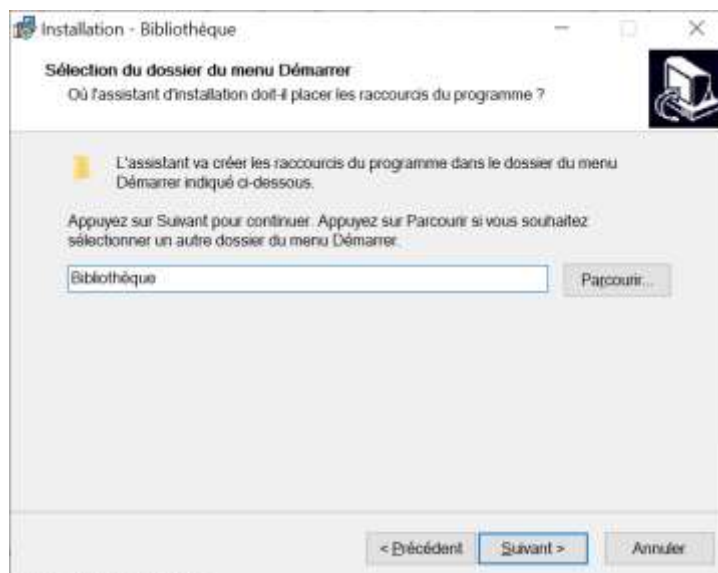 Installation - Bibliothèque
Sélection du dossier du menu Démarrer
Où l'assistant d'installation doit-il placer les raccourcis du programme ?
L'assistant va créer les raccourcis du programme dans le dossier du menu
Démarrer indiqué ci-dessous.
Appuyez sur Suivant pour continuer. Appuyez sur Parcourir si vous souhaitez
sélectionner un autre dossier du menu Démarrer.
Bibliothèque
Parcourir...
< Précédent
Suivant >
Annuler